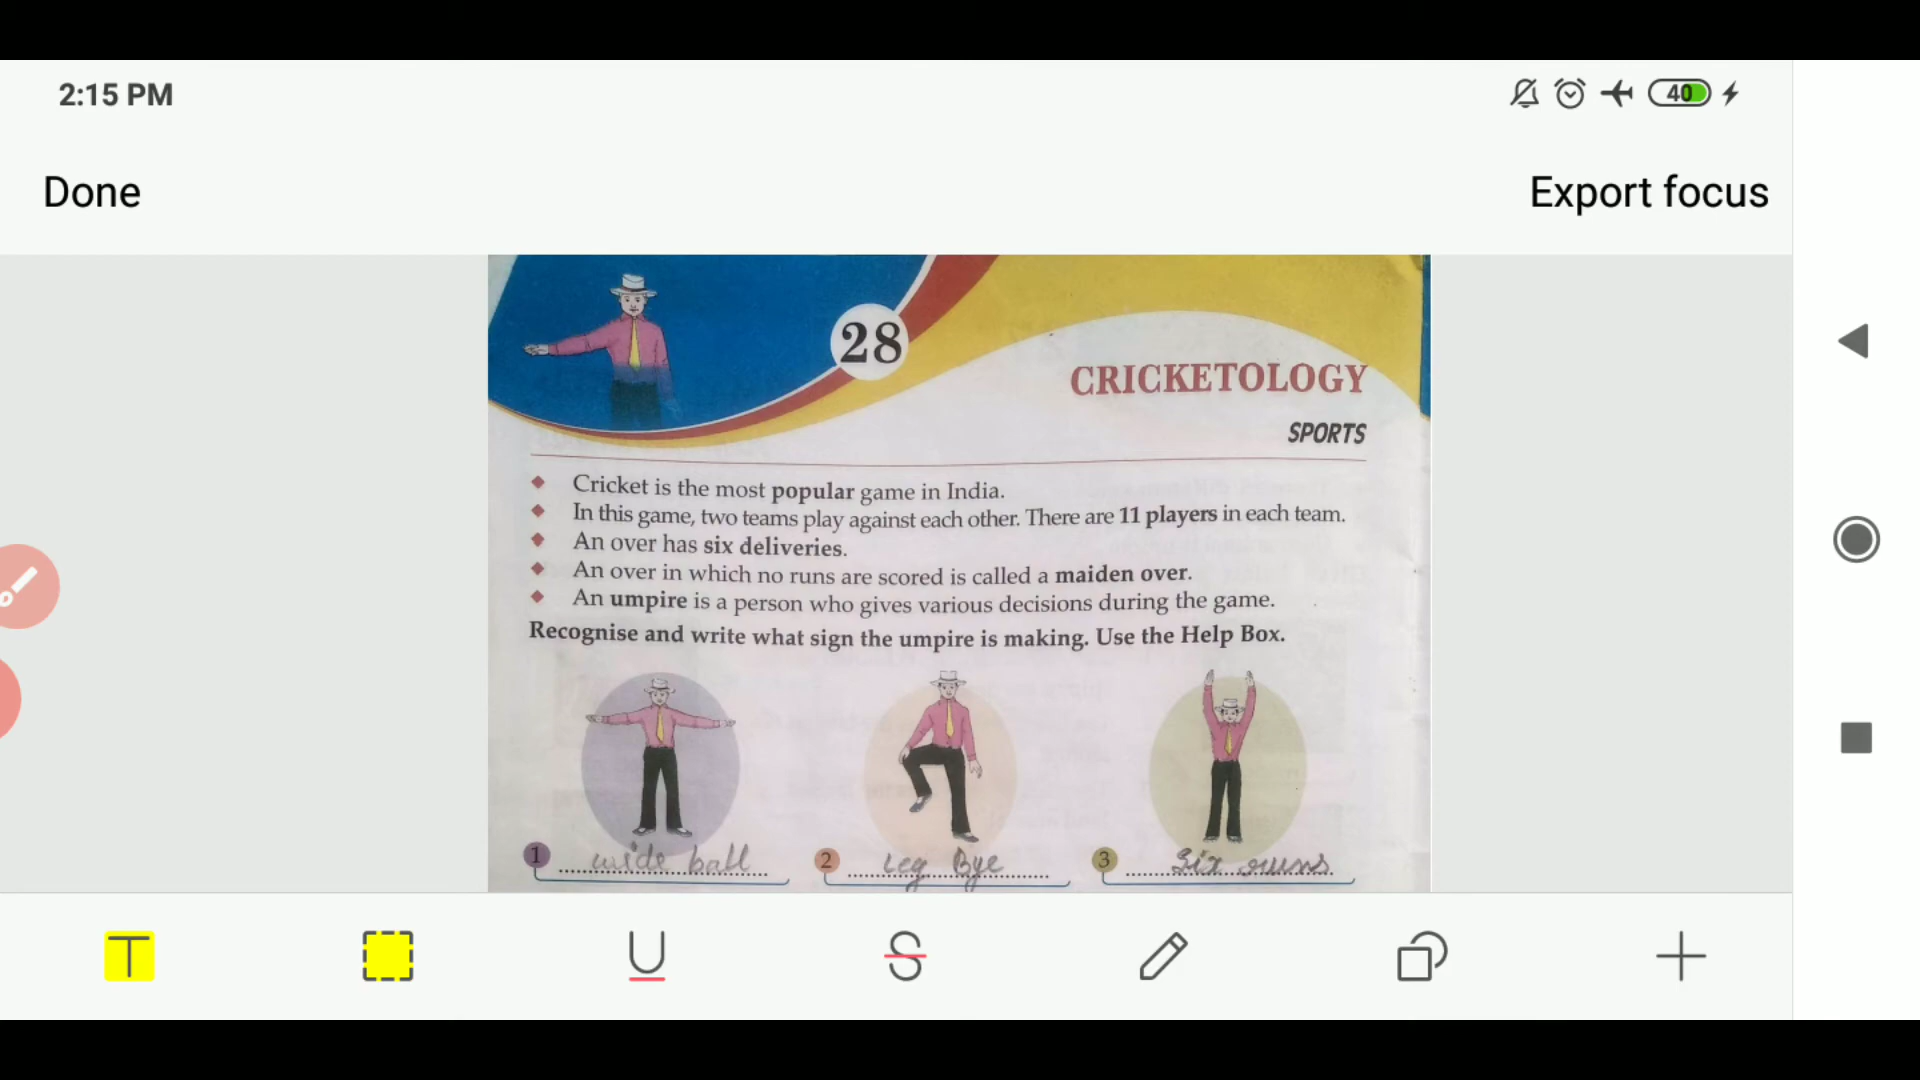 2:15 PM
40
Done
Export focus
28
CRICKETOLOGY
SPORTS
Cricket is the most popular game in India.
In this game, two teams play against each other. There are 11 players in each team.
An over has six deliveries.
An over in which no runs are scored is called a maiden over.
An umpire is a person who gives various decisions during the game.
Recognise and write what sign the umpire is making. Use the Help Box.
1 wide ball
2 Leg Bye
3 Six runs
T
U
S